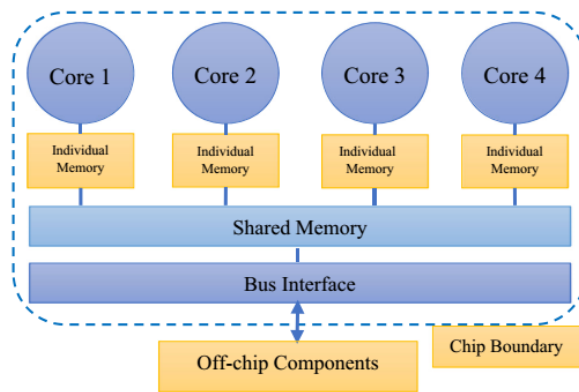 Core 1
Core 2
Core 3
Core 4
Individual
Memory
Individual
Memory
Individual
Memory
Individual
Memory
Shared Memory
Bus Interface
Chip Boundary
Off-chip Components